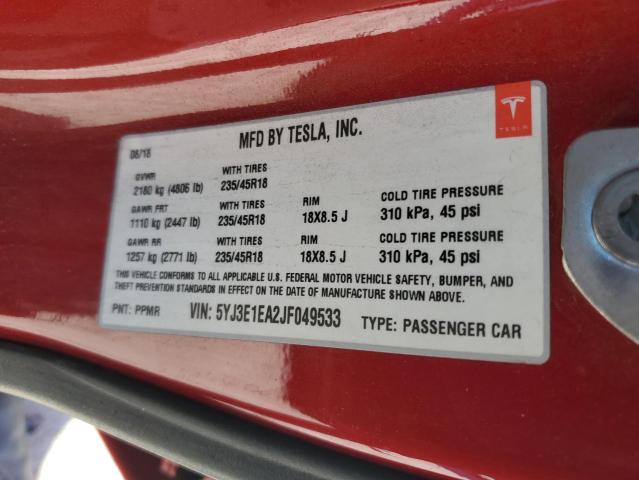 MFD BY TESLA, INC.
TESLA
08/18
GVWR
2180 kg (4806 lb)
WITH TIRES
235/45R18
GAWR FRT
1110 kg (2447 lb)
WITH TIRES
235/45R18
RIM
18X8.5 J
COLD TIRE PRESSURE
310 kPa, 45 psi
GAWR RR
1257 kg (2771 lb)
WITH TIRES
235/45R18
RIM
18X8.5 J
COLD TIRE PRESSURE
310 kPa, 45 psi
THIS VEHICLE CONFORMS TO ALL APPLICABLE U.S. FEDERAL MOTOR VEHICLE SAFETY, BUMPER, AND
THEFT PREVENTION STANDARDS IN EFFECT ON THE DATE OF MANUFACTURE SHOWN ABOVE.
PNT: PPMR
VIN: 5YJ3E1EA2JF049533
TYPE: PASSENGER CAR